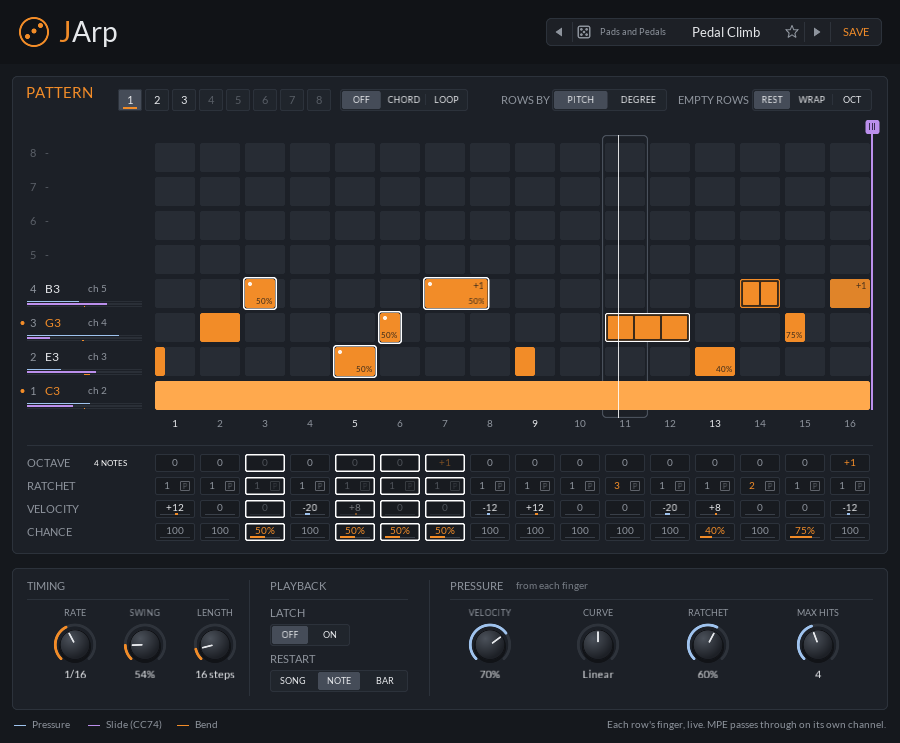 JArp
Pads and Pedals Pedal Climb SAVE
PATTERN 1 2 3 4 5 6 7 8 OFF CHORD LOOP ROWS BY PITCH DEGREE EMPTY ROWS REST WRAP OCT
8 -
7 -
6 -
5 -
4 B3 ch 5 50% +1 50% +1
3 G3 ch 4 50% 75%
2 E3 ch 3 50% 40%
1 C3 ch 2
1 2 3 4 5 6 7 8 9 10 11 12 13 14 15 16
OCTAVE 4 NOTES 0 0 0 0 0 0 +1 0 0 0 0 0 0 0 0 +1
RATCHET 1 P 1 P 1 P 1 P 1 P 1 P 1 P 1 P 1 P 1 P 3 P 1 P 1 P 2 P 1 P 1 P
VELOCITY +12 0 0 -20 +8 0 0 -12 +12 0 0 -20 +8 0 0 -12
CHANCE 100 100 50% 100 50% 50% 50% 100 100 100 100 100 40% 100 75% 100
TIMING PLAYBACK PRESSURE from each finger
RATE SWING LENGTH LATCH VELOCITY CURVE RATCHET MAX HITS
OFF ON
RESTART
1/16 54% 16 steps SONG NOTE BAR 70% Linear 60% 4
Pressure Slide (CC74) Bend Each row's finger, live. MPE passes through on its own channel.